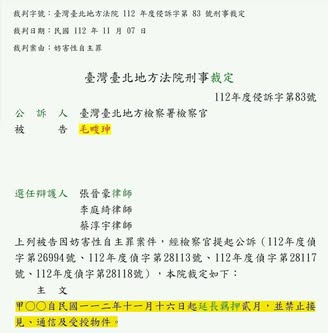 裁判字號：臺灣臺北地方法院 112 年度侵訴字第 83 號刑事裁定
裁判日期：民國 112 年 11 月 07 日
裁判案由：妨害性自主罪
臺灣臺北地方法院刑事裁定
112年度侵訴字第83號
公訴人 臺灣臺北地方檢察署檢察官
被告 毛畯珅
選任辯護人 張晉豪律師
李庭綺律師
蔡淳宇律師
上列被告因妨害性自主罪案件，經檢察官提起公訴（112年度偵
字第26994號、112年度偵字第28113號、112年度偵字第28117
號、112年度偵字第28118號），本院裁定如下：
主文
甲○○自民國一一二年十一月十六日起延長羈押貳月，並禁止接
見、通信及受授物件。